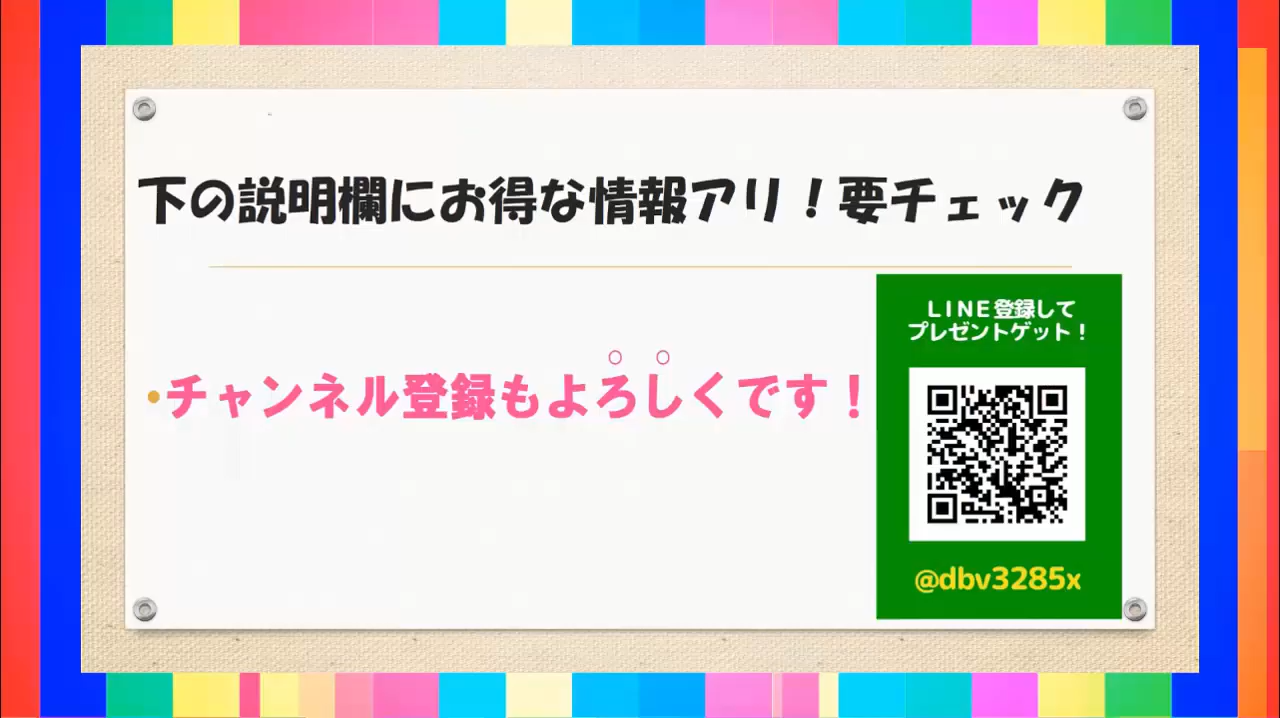 下の説明欄にお得な情報アリ！要チェック
•チャンネル登録もよろしくです！
LINE登録して
プレゼントゲット！
@dbv3285x